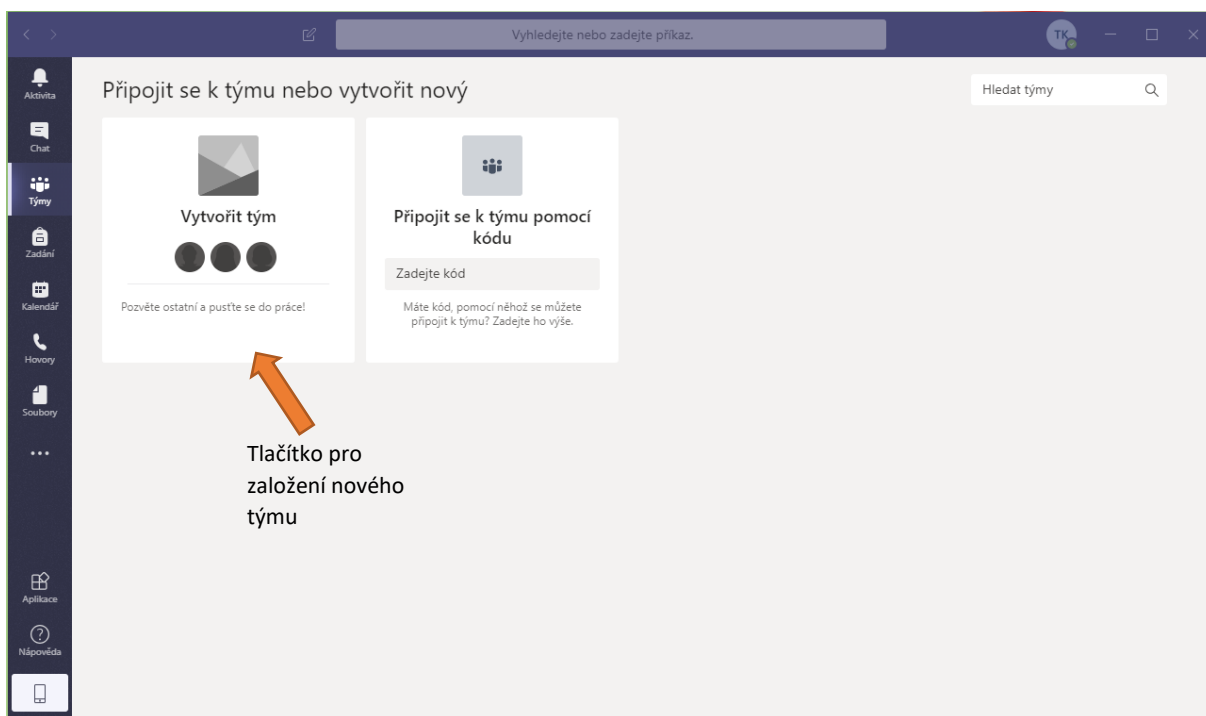 Vyhledejte nebo zadejte příkaz.
TK
Aktivita
Chat
Týmy
Zadání
Kalendář
Hovory
Soubory
Aplikace
Nápověda
Připojit se k týmu nebo vytvořit nový
Hledat týmy
Vytvořit tým
Pozvěte ostatní a pusťte se do práce!
Připojit se k týmu pomocí
kódu
Zadejte kód
Máte kód, pomocí něhož se můžete
připojit k týmu? Zadejte ho výše.
Tlačítko pro
založení nového
týmu